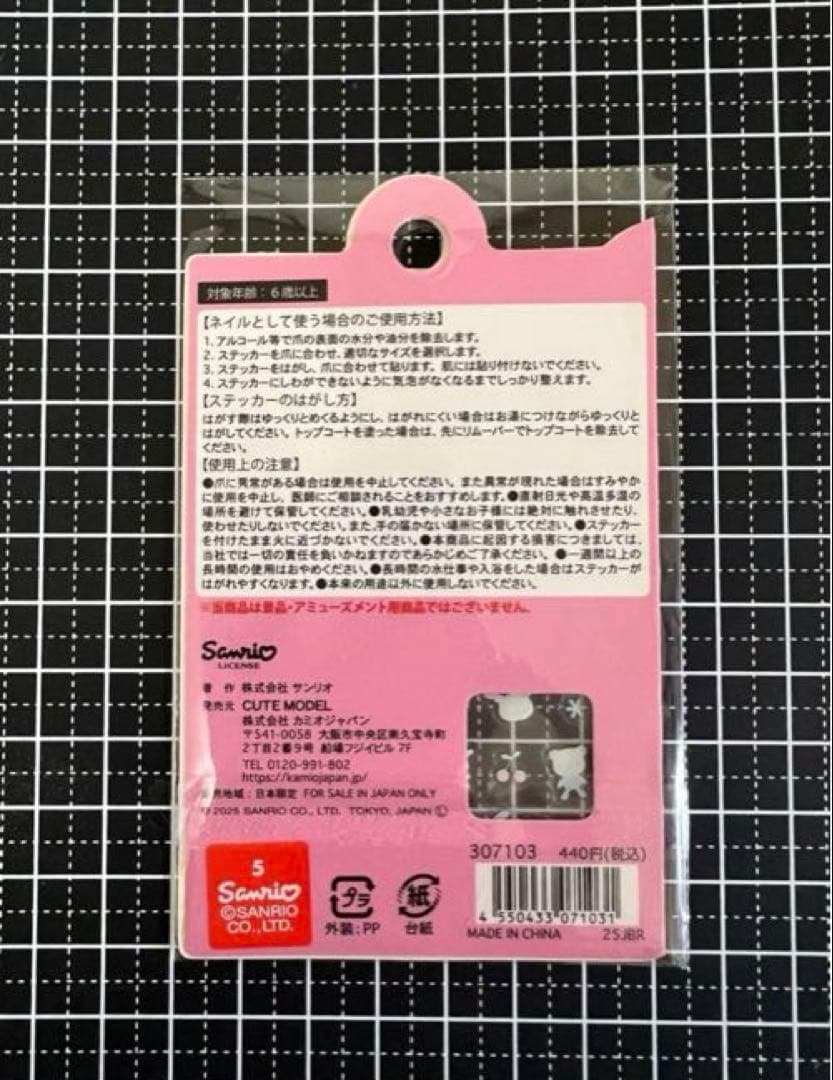 対象年齢：6歳以上
【ネイルとして使う場合のご使用方法】
1. アルコール等で爪の表面の水分や油分を除去します。
2. ステッカーを爪に合わせ、適切なサイズを選択します。
3. ステッカーをはがし、爪に合わせて貼ります。肌には貼り付けないでください。
4. ステッカーにしわができないように気泡がなくなるまでしっかり整えます。
【ステッカーのはがし方】
はがす際はゆっくりとめくるようにし、はがれにくい場合はお湯につけながらゆっくりと
はがしてください。トップコートを塗った場合は、先にリムーバーでトップコートを除去して
ください。
【使用上の注意】
●爪に異常がある場合は使用を中止してください。また異常が現れた場合はすみやか
に使用を中止し、医師にご相談されることをおすすめします。●直射日光や高温多湿の
場所を避けて保管してください。●乳幼児や小さなお子様には絶対に触れさせたり、
使わせたりしないでください。また、手の届かない場所に保管してください。●ステッカー
を付けたまま火に近づかないでください。●本商品に起因する損害につきましては、
当社では一切の責任を負いかねますのであらかじめご了承ください。●一週間以上の
長時間の使用はおやめください。●長時間の水仕事や入浴をした場合はステッカーが
はがれやすくなります。●本来の用途以外に使用しないでください。
※当商品は景品・アミューズメント用商品ではございません。
Sanrio
LICENSE
著 作 株式会社 サンリオ
発売元 CUTE MODEL
株式会社 カミオジャパン
〒541-0058 大阪市中央区南久宝寺町
2丁目2番9号 船場フジイビル 7F
TEL 0120-991-802
https://kamiojapan.jp/
販売地域：日本限定 FOR SALE IN JAPAN ONLY
© 2025 SANRIO CO., LTD. TOKYO, JAPAN Ⓛ
307103 440円(税込)
5
Sanrio
©SANRIO
CO.,LTD.
プラ
外装：PP
紙
台紙
4 550433 071031
MADE IN CHINA 25JBR